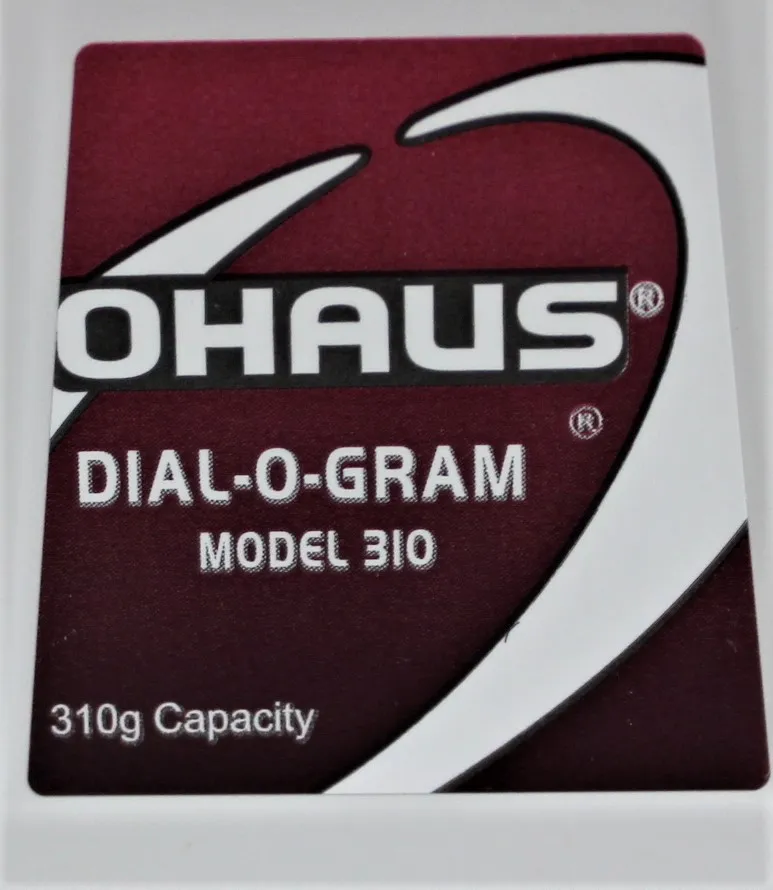 OHAUS®
®
DIAL-O-GRAM
MODEL 310
310g Capacity